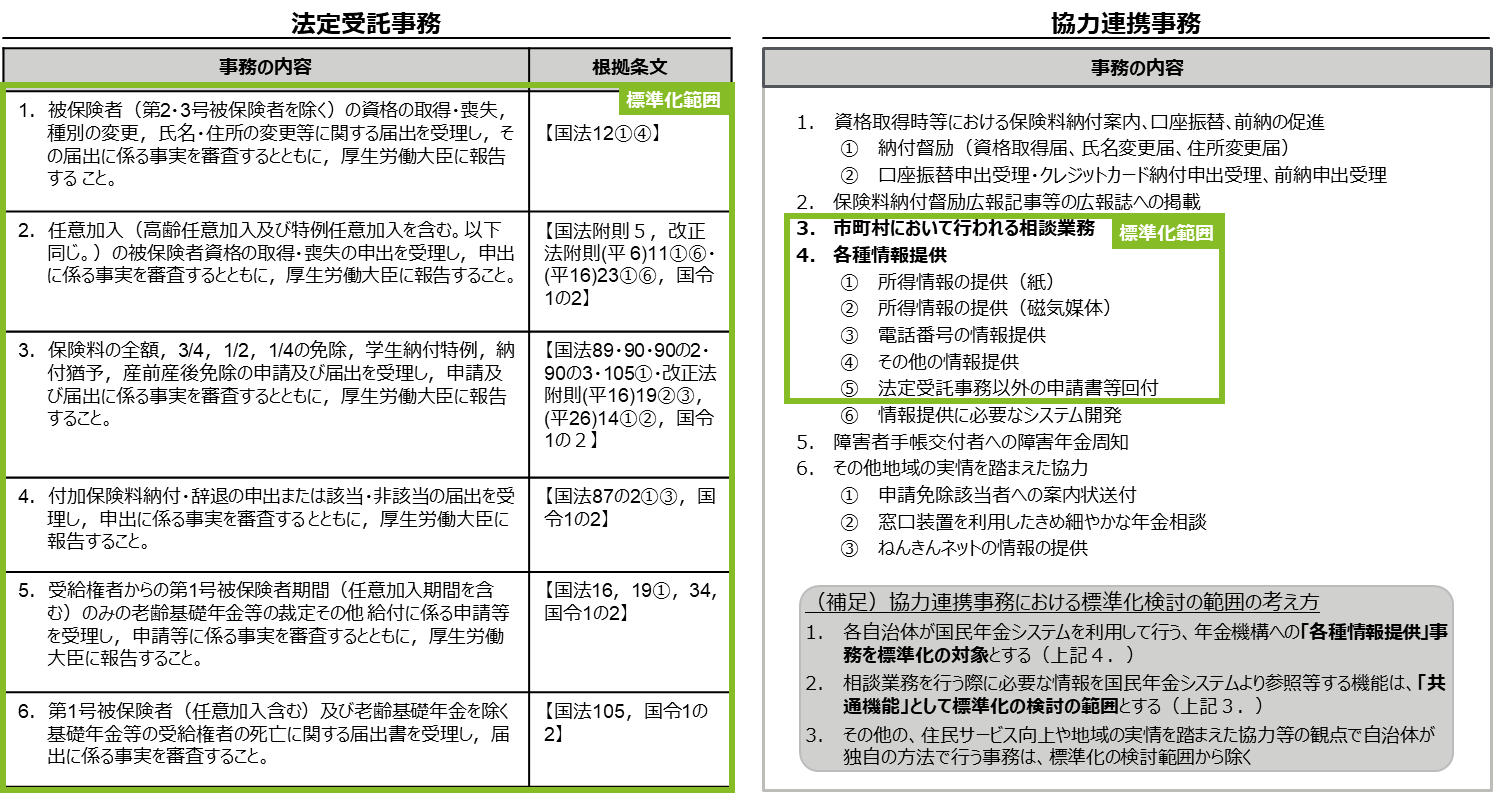 法定受託事務
事務の内容
根拠条文
標準化範囲
1. 被保険者（第2・3号被保険者を除く）の資格の取得・喪失，
種別の変更，氏名・住所の変更等に関する届出を受理し，そ
の届出に係る事実を審査するとともに，厚生労働大臣に報告
する こと。
【国法12①④】
2. 任意加入（高齢任意加入及び特例任意加入を含む。以下
同じ。）の被保険者資格の取得・喪失の申出を受理し，申出
に係る事実を審査するとともに，厚生労働大臣に報告すること。
【国法附則５，改正
法附則(平 6)11①⑥・
(平16)23①⑥，国令
1の2】
3. 保険料の全額，3/4，1/2，1/4の免除，学生納付特例，納
付猶予，産前産後免除の申請及び届出を受理し，申請及
び届出に係る事実を審査するとともに，厚生労働大臣に報告
すること。
【国法89・90・90の2・
90の3・105①・改正法
附則(平16)19②③，
(平26)14①②，国令
1の２】
4. 付加保険料納付・辞退の申出または該当・非該当の届出を受
理し，申出に係る事実を審査するとともに，厚生労働大臣に
報告すること。
【国法87の2①③，国
令1の2】
5. 受給権者からの第1号被保険者期間（任意加入期間を含
む）のみの老齢基礎年金等の裁定その他 給付に係る申請等
を受理し，申請等に係る事実を審査するとともに，厚生労働
大臣に報告すること。
【国法16，19①，34，
国令1の2】
6. 第1号被保険者（任意加入含む）及び老齢基礎年金を除く
基礎年金等の受給権者の死亡に関する届出書を受理し，届
出に係る事実を審査すること。
【国法105，国令1の
2】
協力連携事務
事務の内容
1. 資格取得時等における保険料納付案内、口座振替、前納の促進
① 納付督励（資格取得届、氏名変更届、住所変更届）
② 口座振替申出受理・クレジットカード納付申出受理、前納申出受理
2. 保険料納付督励広報記事等の広報誌への掲載
3. 市町村において行われる相談業務
標準化範囲
4. 各種情報提供
① 所得情報の提供（紙）
② 所得情報の提供（磁気媒体）
③ 電話番号の情報提供
④ その他の情報提供
⑤ 法定受託事務以外の申請書等回付
⑥ 情報提供に必要なシステム開発
5. 障害者手帳交付者への障害年金周知
6. その他地域の実情を踏まえた協力
① 申請免除該当者への案内状送付
② 窓口装置を利用したきめ細やかな年金相談
③ ねんきんネットの情報の提供
（補足）協力連携事務における標準化検討の範囲の考え方
1. 各自治体が国民年金システムを利用して行う、年金機構への「各種情報提供」事
務を標準化の対象とする（上記４．）
2. 相談業務を行う際に必要な情報を国民年金システムより参照等する機能は、「共
通機能」として標準化の検討の範囲とする（上記３．）
3. その他の、住民サービス向上や地域の実情を踏まえた協力等の観点で自治体が
独自の方法で行う事務は、標準化の検討範囲から除く